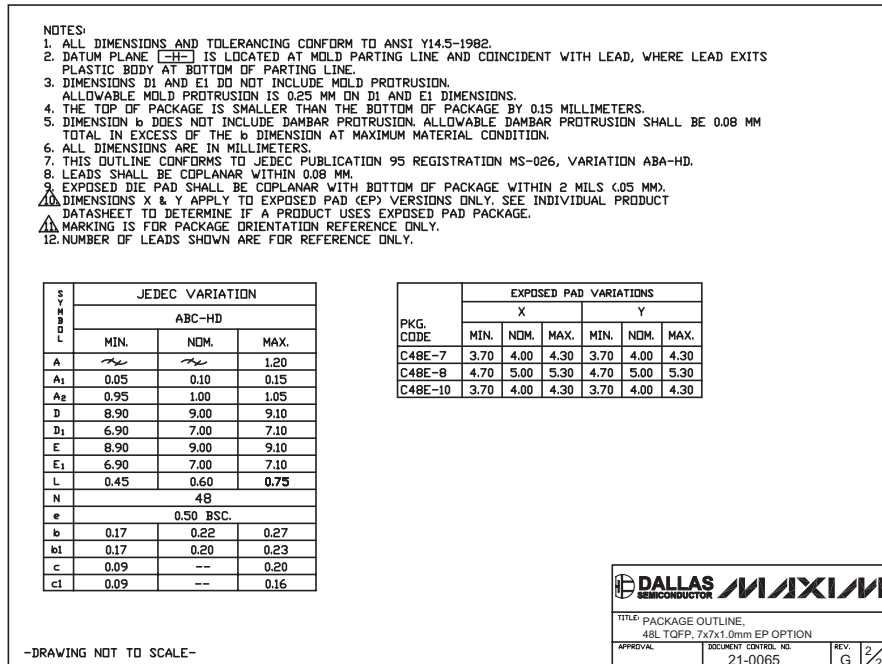 NOTES:
1. ALL DIMENSIONS AND TOLERANCING CONFORM TO ANSI Y14.5-1982.
2. DATUM PLANE -H- IS LOCATED AT MOLD PARTING LINE AND COINCIDENT WITH LEAD, WHERE LEAD EXITS
PLASTIC BODY AT BOTTOM OF PARTING LINE.
3. DIMENSIONS D1 AND E1 DO NOT INCLUDE MOLD PROTRUSION.
ALLOWABLE MOLD PROTRUSION IS 0.25 MM ON D1 AND E1 DIMENSIONS.
4. THE TOP OF PACKAGE IS SMALLER THAN THE BOTTOM OF PACKAGE BY 0.15 MILLIMETERS.
5. DIMENSION b DOES NOT INCLUDE DAMBAR PROTRUSION. ALLOWABLE DAMBAR PROTRUSION SHALL BE 0.08 MM
TOTAL IN EXCESS OF THE b DIMENSION AT MAXIMUM MATERIAL CONDITION.
6. ALL DIMENSIONS ARE IN MILLIMETERS.
7. THIS OUTLINE CONFORMS TO JEDEC PUBLICATION 95 REGISTRATION MS-026, VARIATION ABA-HD.
8. LEADS SHALL BE COPLANAR WITHIN 0.08 MM.
9. EXPOSED DIE PAD SHALL BE COPLANAR WITH BOTTOM OF PACKAGE WITHIN 2 MILS (.05 MM).
10. DIMENSIONS X & Y APPLY TO EXPOSED PAD (EP) VERSIONS ONLY. SEE INDIVIDUAL PRODUCT
DATASHEET TO DETERMINE IF A PRODUCT USES EXPOSED PAD PACKAGE.
11. MARKING IS FOR PACKAGE ORIENTATION REFERENCE ONLY.
12. NUMBER OF LEADS SHOWN ARE FOR REFERENCE ONLY.
SYMBOL JEDEC VARIATION
ABC-HD
MIN. NOM. MAX.
A 1.20
A1 0.05 0.10 0.15
A2 0.95 1.00 1.05
D 8.90 9.00 9.10
D1 6.90 7.00 7.10
E 8.90 9.00 9.10
E1 6.90 7.00 7.10
L 0.45 0.60 0.75
N 48
e 0.50 BSC.
b 0.17 0.22 0.27
b1 0.17 0.20 0.23
c 0.09 -- 0.20
c1 0.09 -- 0.16
PKG. CODE EXPOSED PAD VARIATIONS
X Y
MIN. NOM. MAX. MIN. NOM. MAX.
C48E-7 3.70 4.00 4.30 3.70 4.00 4.30
C48E-8 4.70 5.00 5.30 4.70 5.00 5.30
C48E-10 3.70 4.00 4.30 3.70 4.00 4.30
DALLAS SEMICONDUCTOR MAXIM
TITLE: PACKAGE OUTLINE,
48L TQFP, 7x7x1.0mm EP OPTION
APPROVAL DOCUMENT CONTROL NO. REV.
21-0065 G 2/2
-DRAWING NOT TO SCALE-